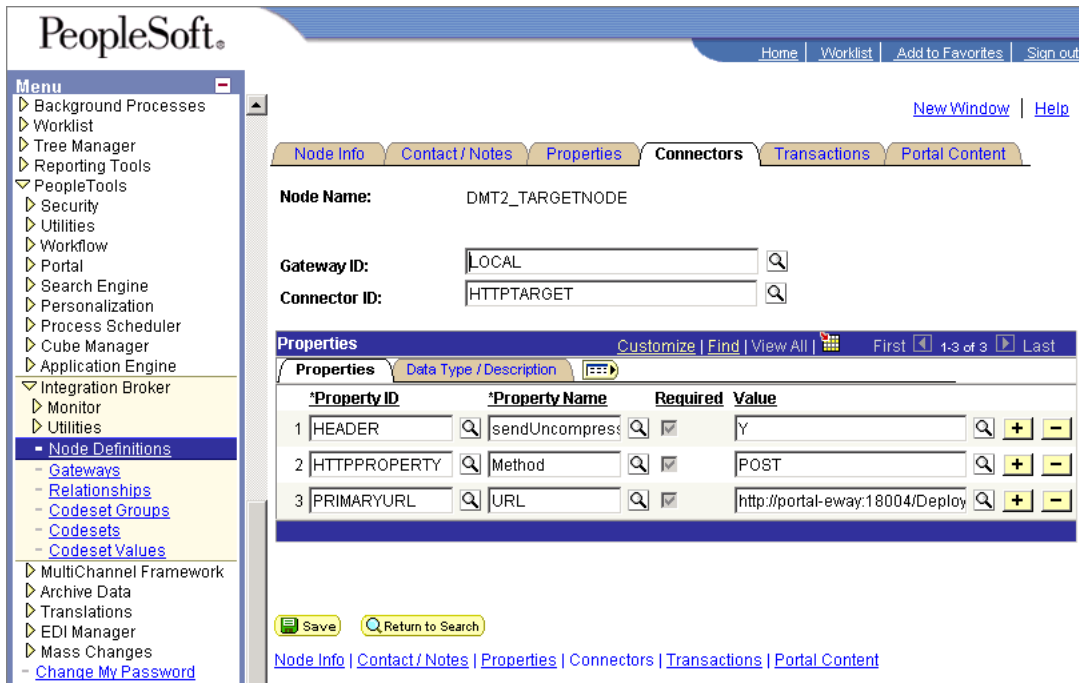 PeopleSoft®
Home | Worklist | Add to Favorites | Sign out
Menu
Background Processes
Worklist
Tree Manager
Reporting Tools
PeopleTools
Security
Utilities
Workflow
Portal
Search Engine
Personalization
Process Scheduler
Cube Manager
Application Engine
Integration Broker
Monitor
Utilities
- Node Definitions
- Gateways
- Relationships
- Codeset Groups
- Codesets
- Codeset Values
MultiChannel Framework
Archive Data
Translations
EDI Manager
Mass Changes
- Change My Password
New Window | Help
Node Info Contact / Notes Properties Connectors Transactions Portal Content
Node Name: DMT2_TARGETNODE
Gateway ID: LOCAL
Connector ID: HTTPTARGET
Properties Customize | Find | View All | First 1-3 of 3 Last
Properties Data Type / Description
*Property ID *Property Name Required Value
1 HEADER sendUncompress Y + -
2 HTTPPROPERTY Method POST + -
3 PRIMARYURL URL http://portal-eway:18004/Deploy + -
Save Return to Search
Node Info | Contact / Notes | Properties | Connectors | Transactions | Portal Content